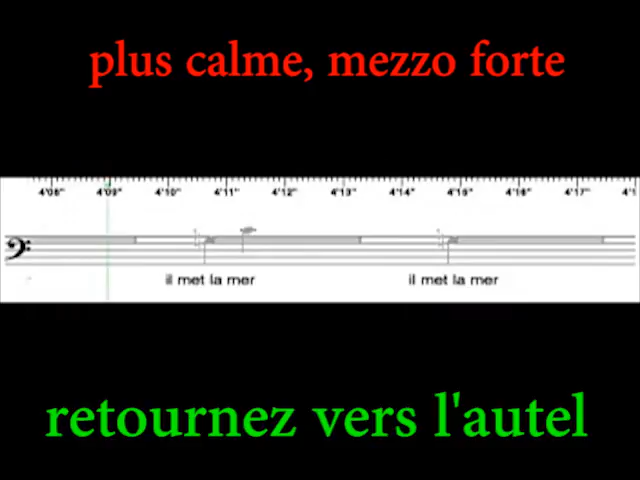 plus calme, mezzo forte
4'08" 4'09" 4'10" 4'11" 4'12" 4'13" 4'14" 4'15" 4'16" 4'17"
il met la mer il met la mer
retournez vers l'autel